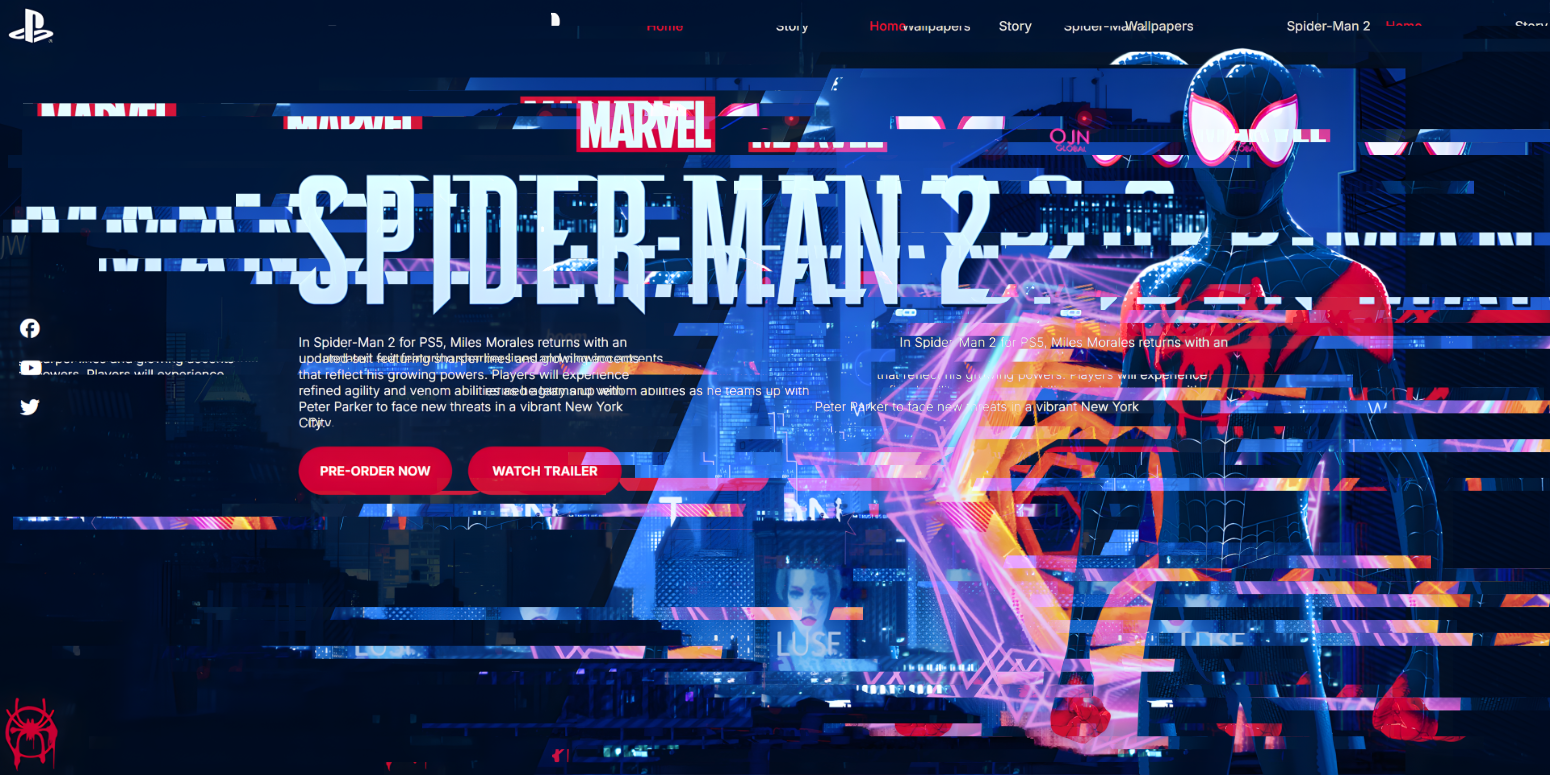 Home Story Home Wallpapers Story Spider-Man Wallpapers Spider-Man 2 Home Story
MARVEL MARVEL MARVEL MARVEL
OJN
GLOBAL
SPIDER-MAN 2
In Spider-Man 2 for PS5, Miles Morales returns with an
In Spider-Man 2 for PS5, Miles Morales returns with an
updated suit featuring sharper lines and glowing accents
that reflect his growing powers. Players will experience
that reflect his growing powers. Players will experience
refined agility and venom abilities as he teams up with
Peter Parker to face new threats in a vibrant New York
Peter Parker to face new threats in a vibrant New York
City.
PRE-ORDER NOW WATCH TRAILER
LUSE